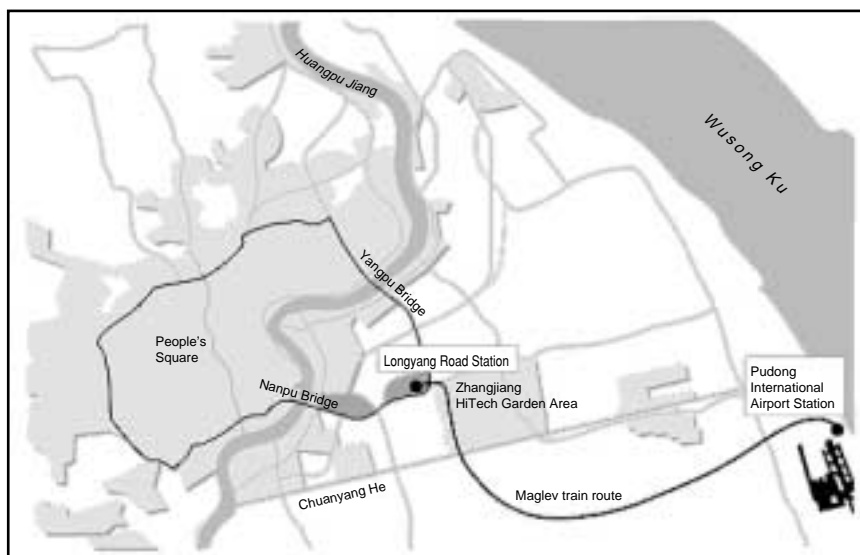 Huangpu Jiang
Wusong Ku
Yangpu Bridge
People's
Square
Longyang Road Station
Nanpu Bridge
Zhangjiang
HiTech Garden Area
Pudong
International
Airport Station
Chuanyang He
Maglev train route